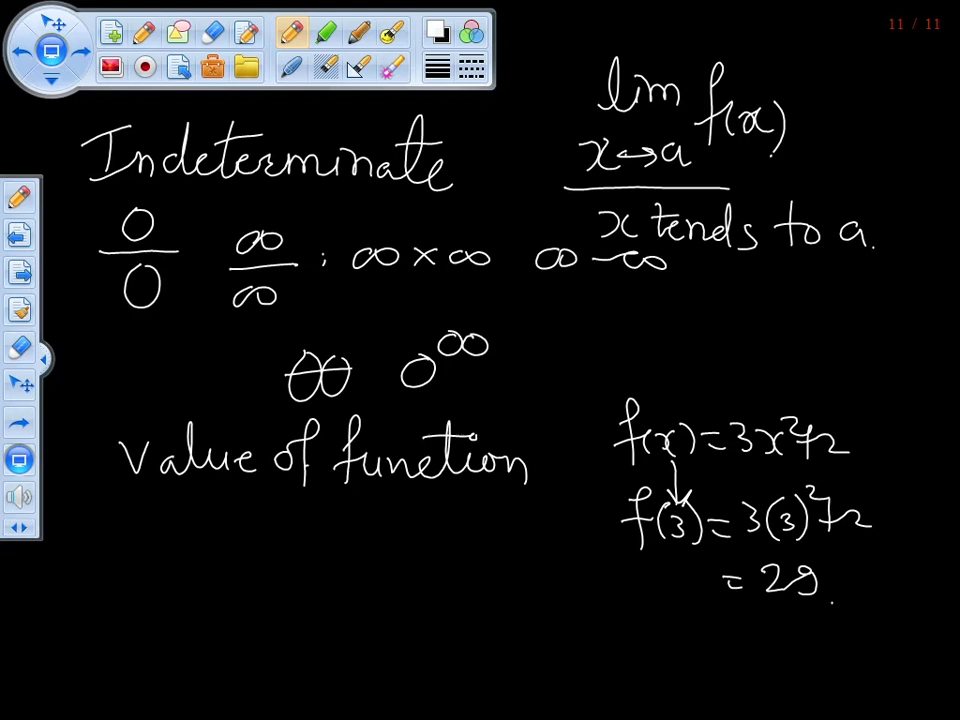 11 / 11
lim f(x)
x↔a
Indeterminate
x tends to a.
0/0 ∞/∞ ; ∞ × ∞ ∞ - ∞
0^∞
f(x) = 3x²+2
Value of function
f(3) = 3(3)²+2
= 29.